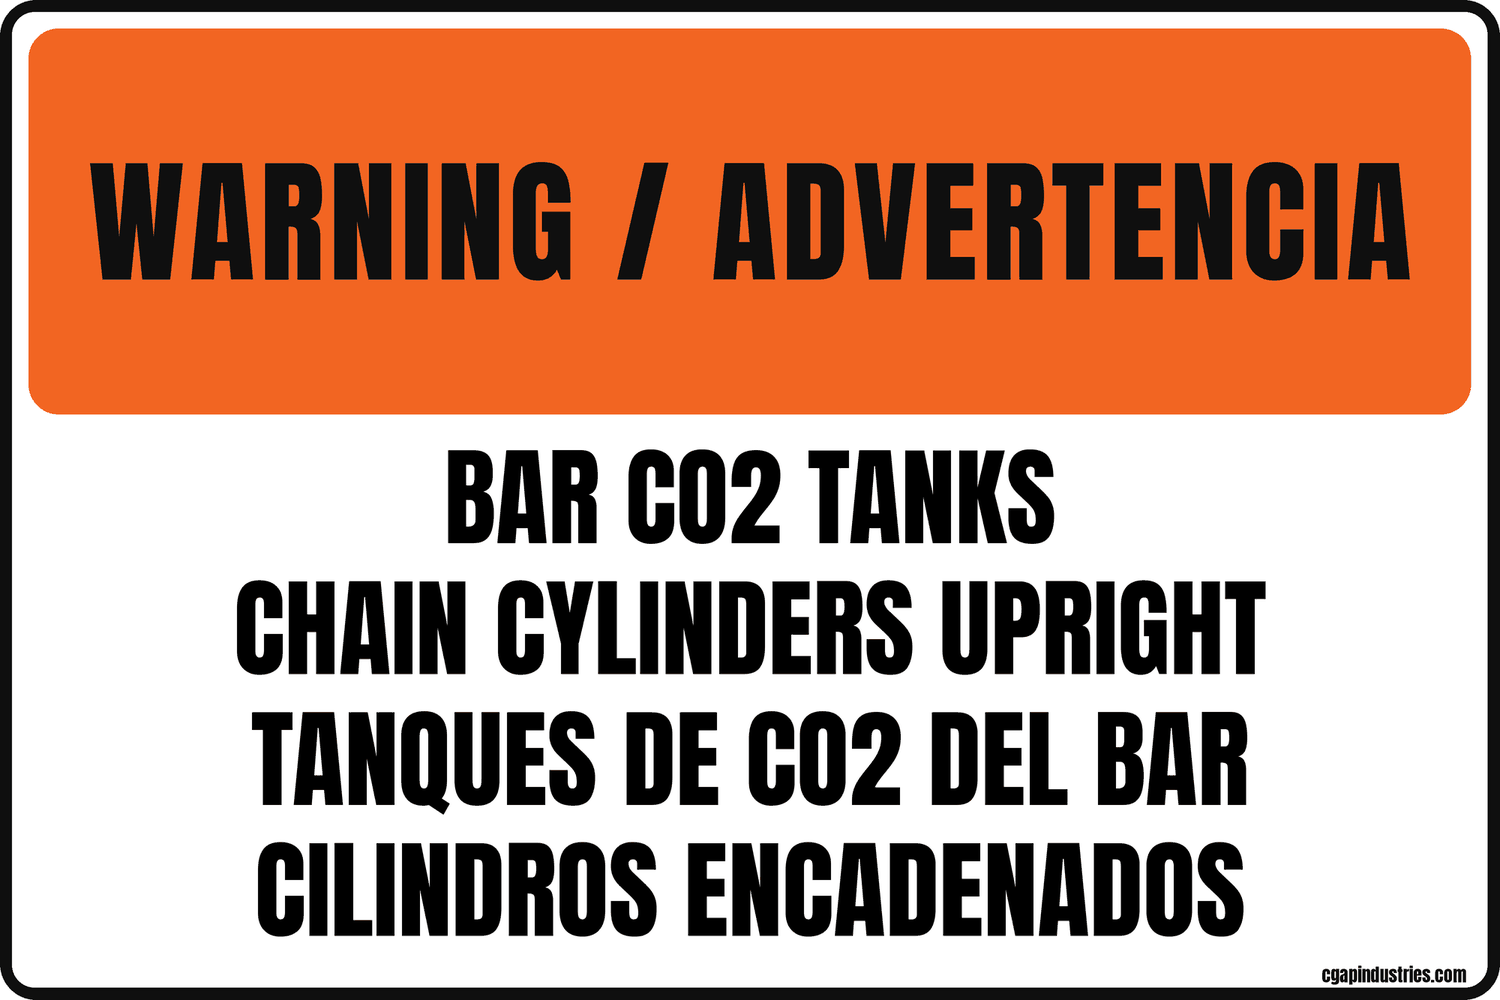 WARNING / ADVERTENCIA
BAR CO2 TANKS
CHAIN CYLINDERS UPRIGHT
TANQUES DE CO2 DEL BAR
CILINDROS ENCADENADOS
cgapindustries.com